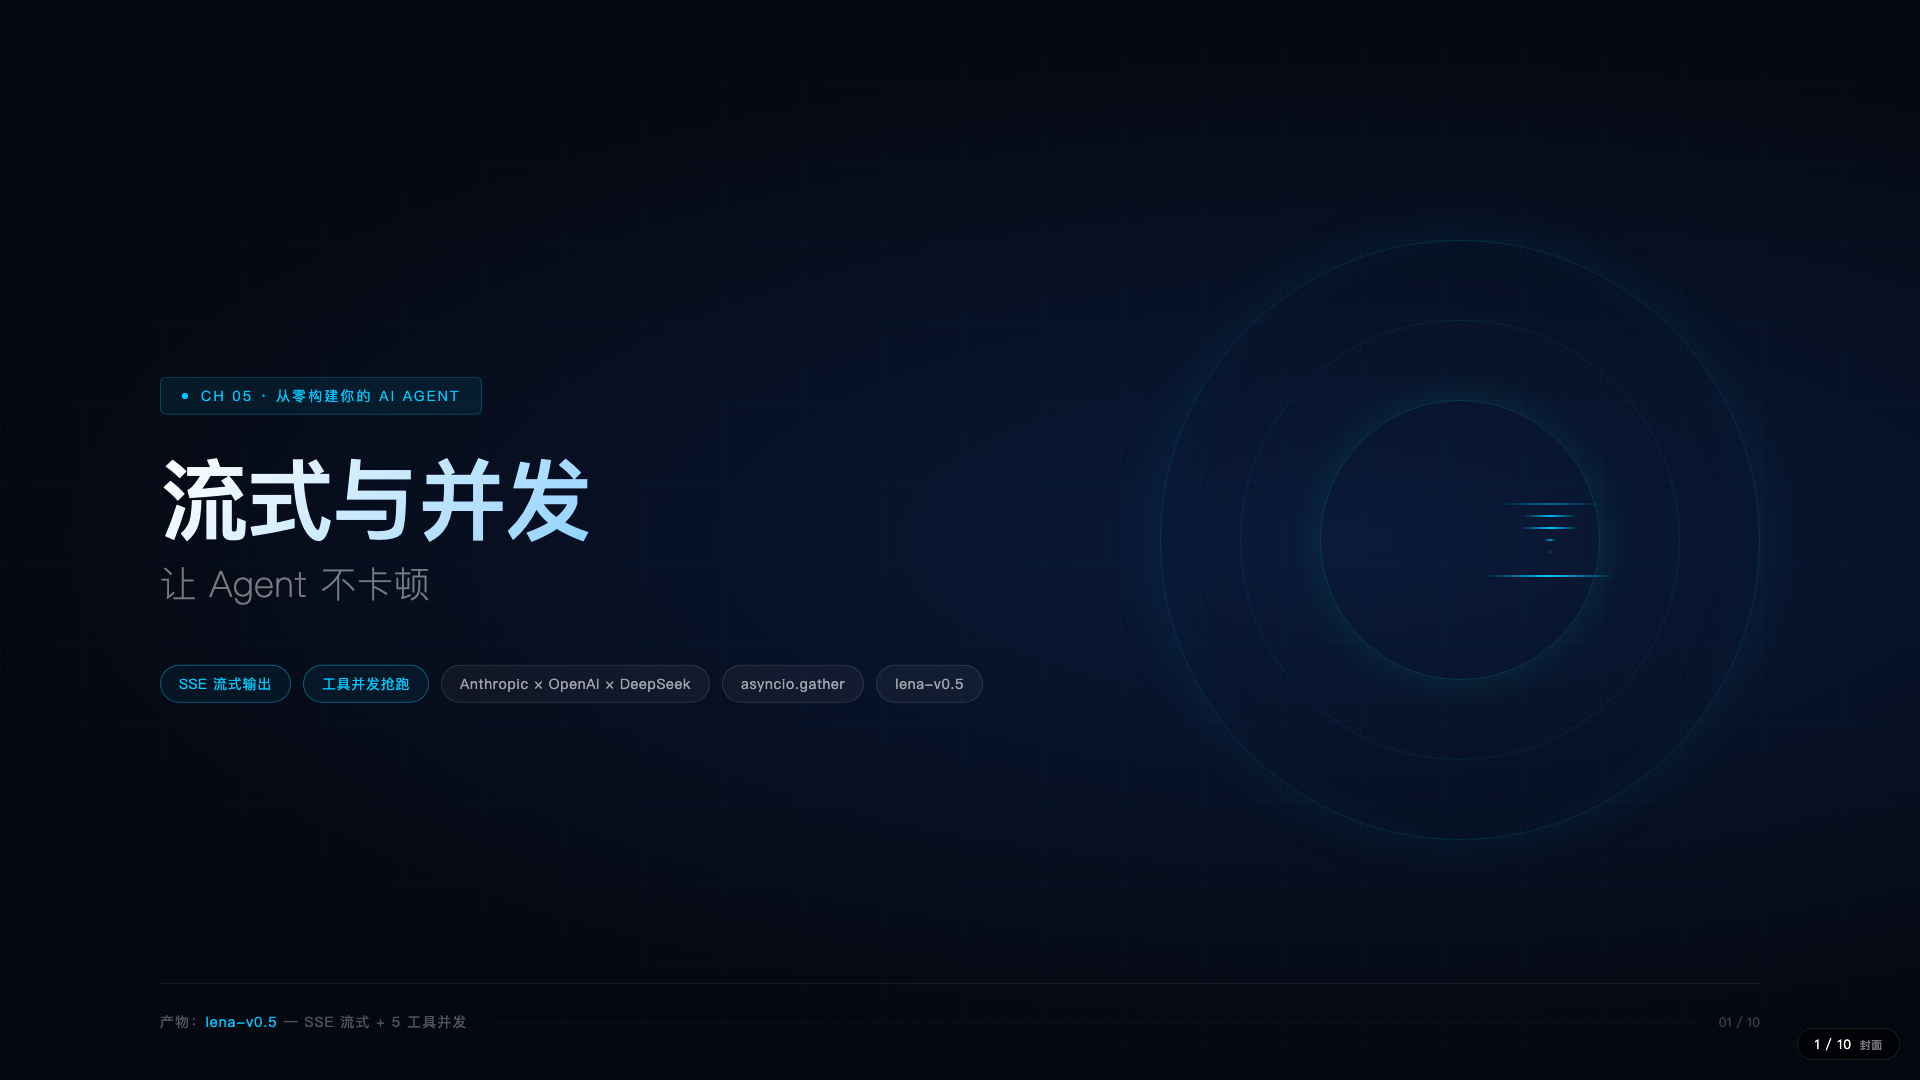 CH 05 · 从零构建你的 AI AGENT
流式与并发
让 Agent 不卡顿
SSE 流式输出
工具并发抢跑
Anthropic × OpenAI × DeepSeek
asyncio.gather
lena-v0.5
产物：lena-v0.5 — SSE 流式 + 5 工具并发
01 / 10
1 / 10 封面